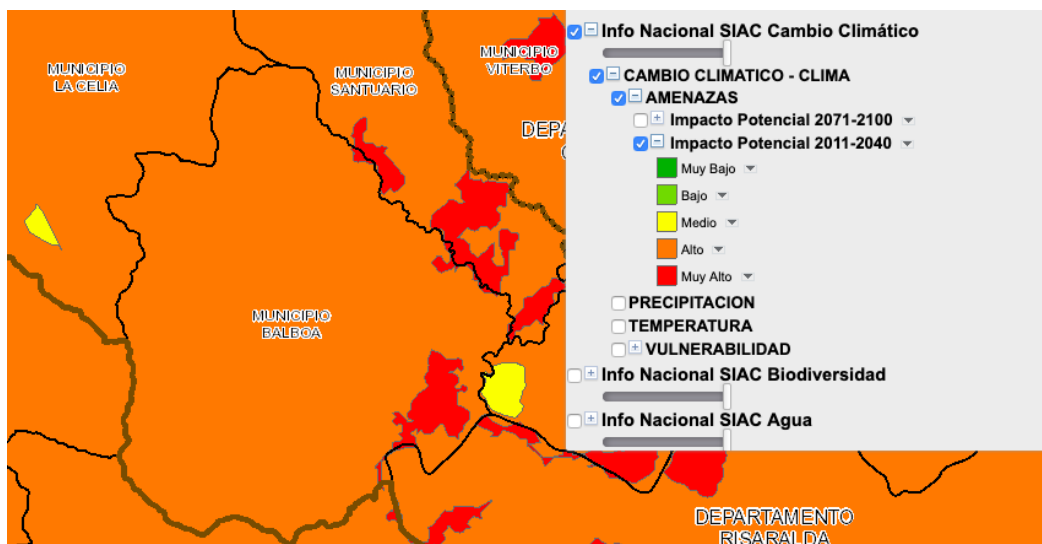 MUNICIPIO
LA CELIA
MUNICIPIO
SANTUARIO
MUNICIPIO
VITERBO
MUNICIPIO
BALBOA
DEPARTAMENTO
RISARALDA
Info Nacional SIAC Cambio Climático
CAMBIO CLIMATICO - CLIMA
AMENAZAS
Impacto Potencial 2071-2100
Impacto Potencial 2011-2040
Muy Bajo
Bajo
Medio
Alto
Muy Alto
PRECIPITACION
TEMPERATURA
VULNERABILIDAD
Info Nacional SIAC Biodiversidad
Info Nacional SIAC Agua